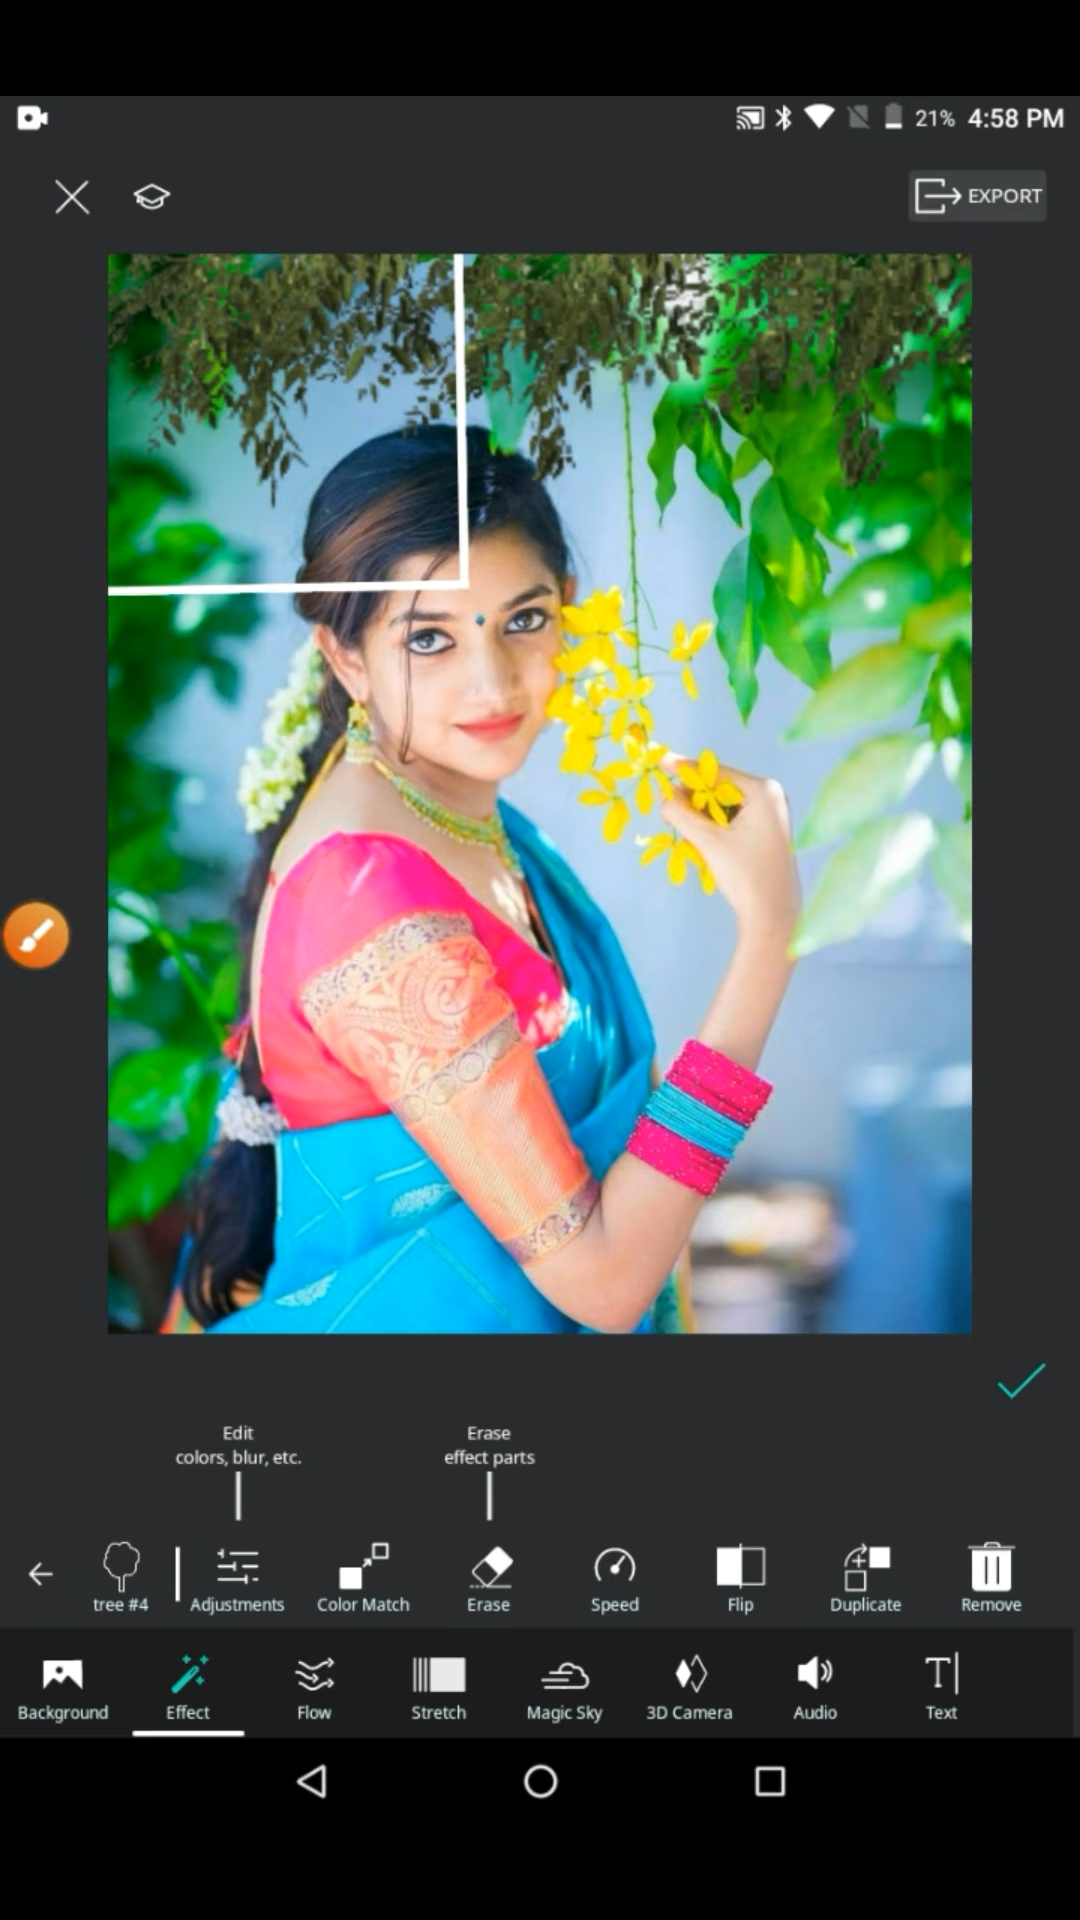 21% 4:58 PM
EXPORT
Edit
colors, blur, etc.
Erase
effect parts
tree #4
Adjustments
Color Match
Erase
Speed
Flip
Duplicate
Remove
Background
Effect
Flow
Stretch
Magic Sky
3D Camera
Audio
Text